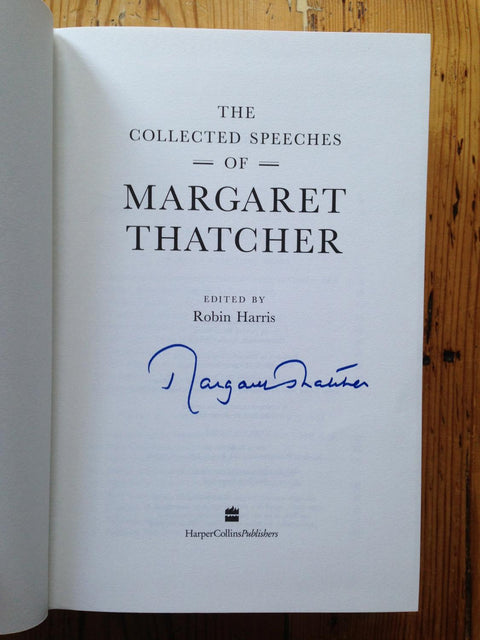 THE
COLLECTED SPEECHES
OF
MARGARET
THATCHER
EDITED BY
Robin Harris
Margaret Thatcher
HarperCollinsPublishers